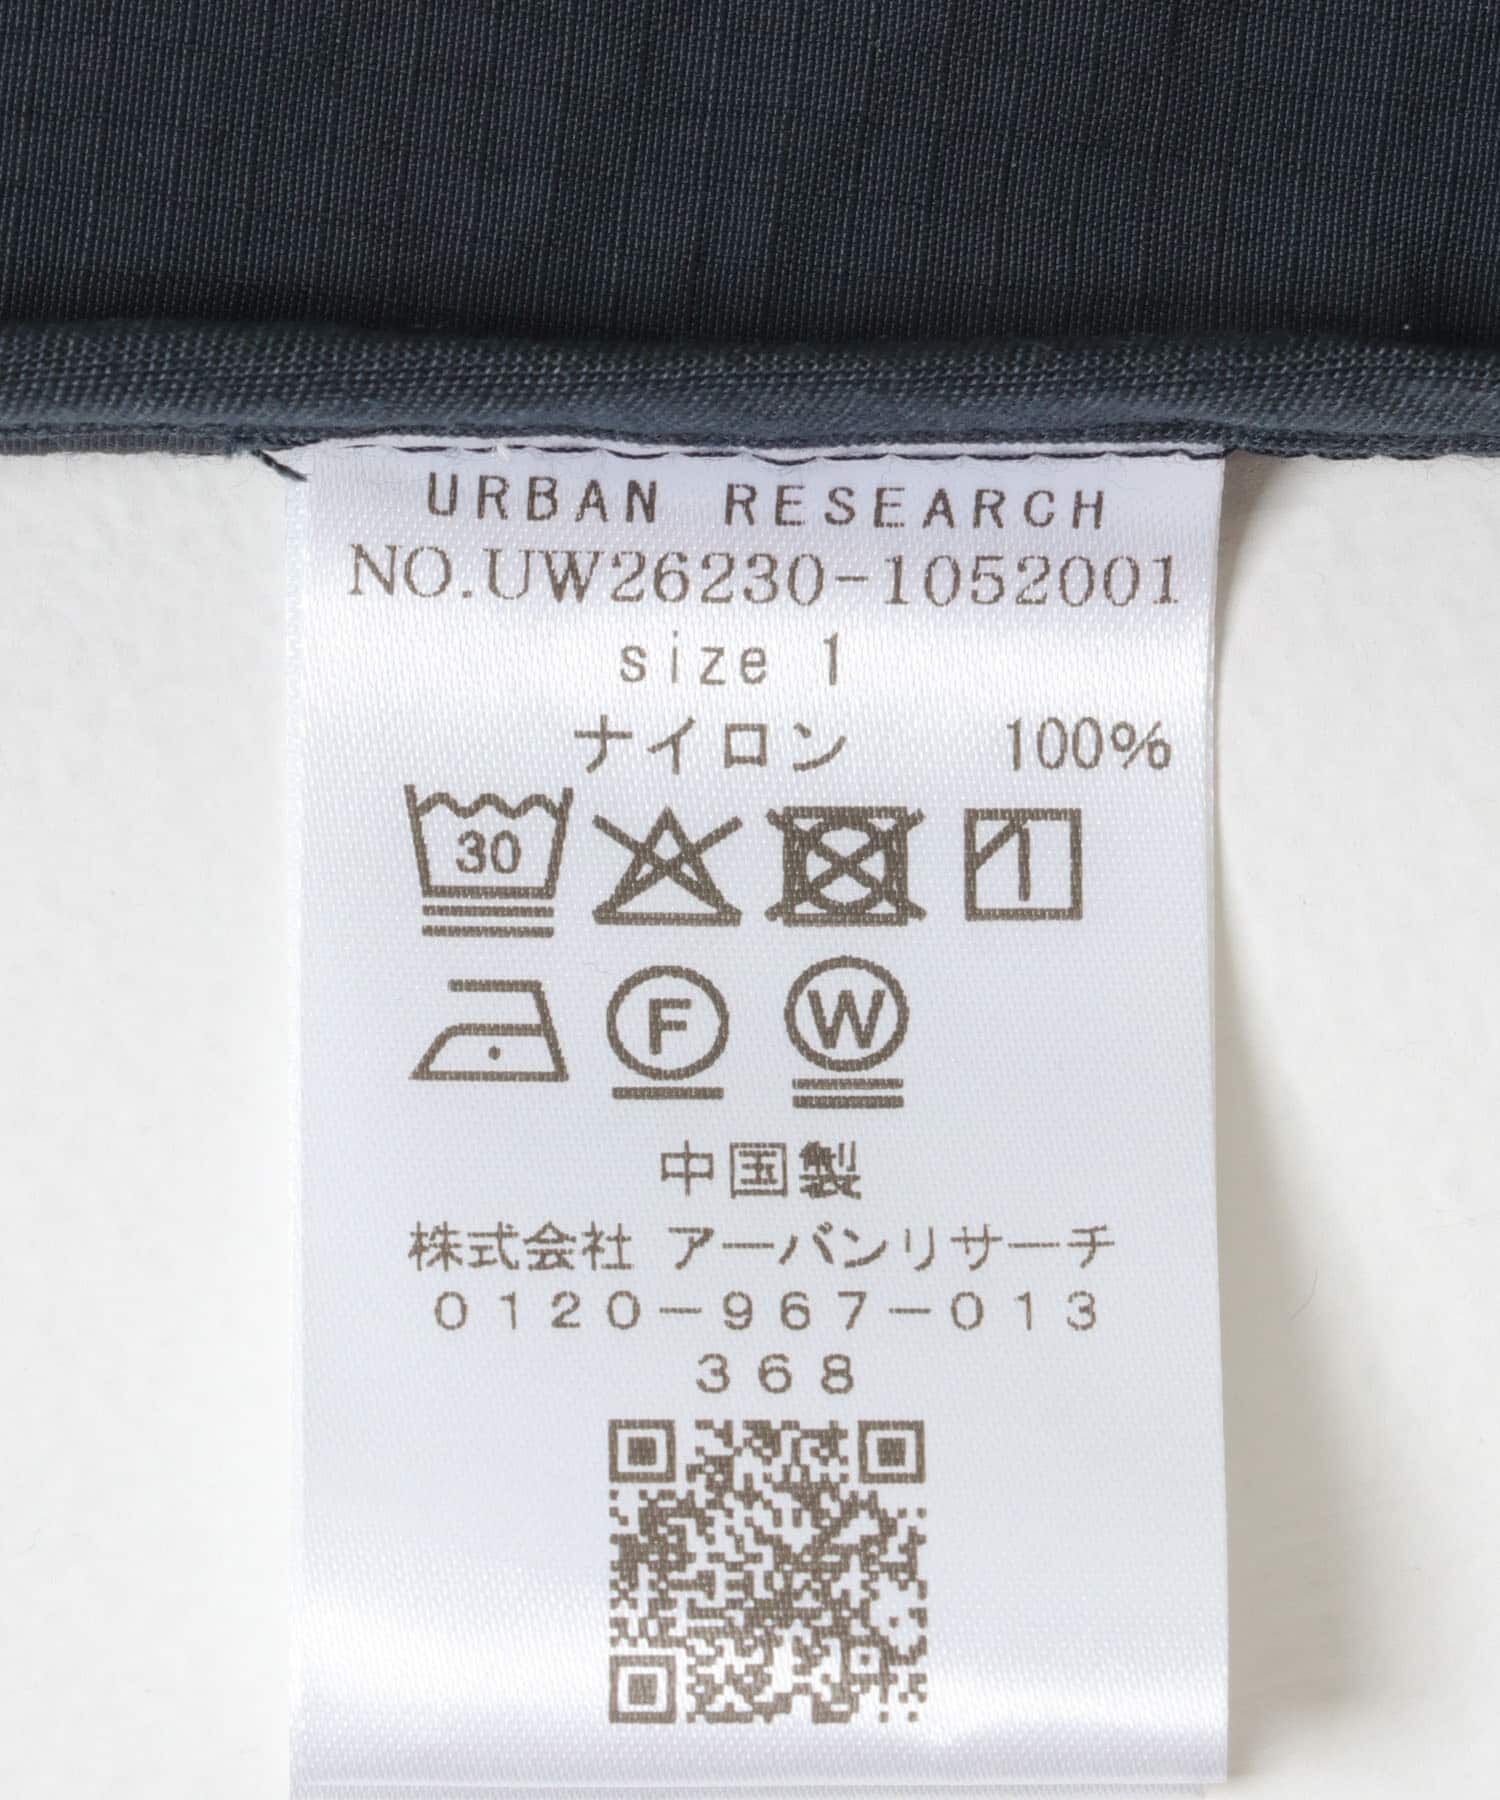 URBAN RESEARCH
NO.UW26230-1052001
size 1
ナイロン 100%
30
F W
中国製
株式会社 アーバンリサーチ
0120-967-013
368